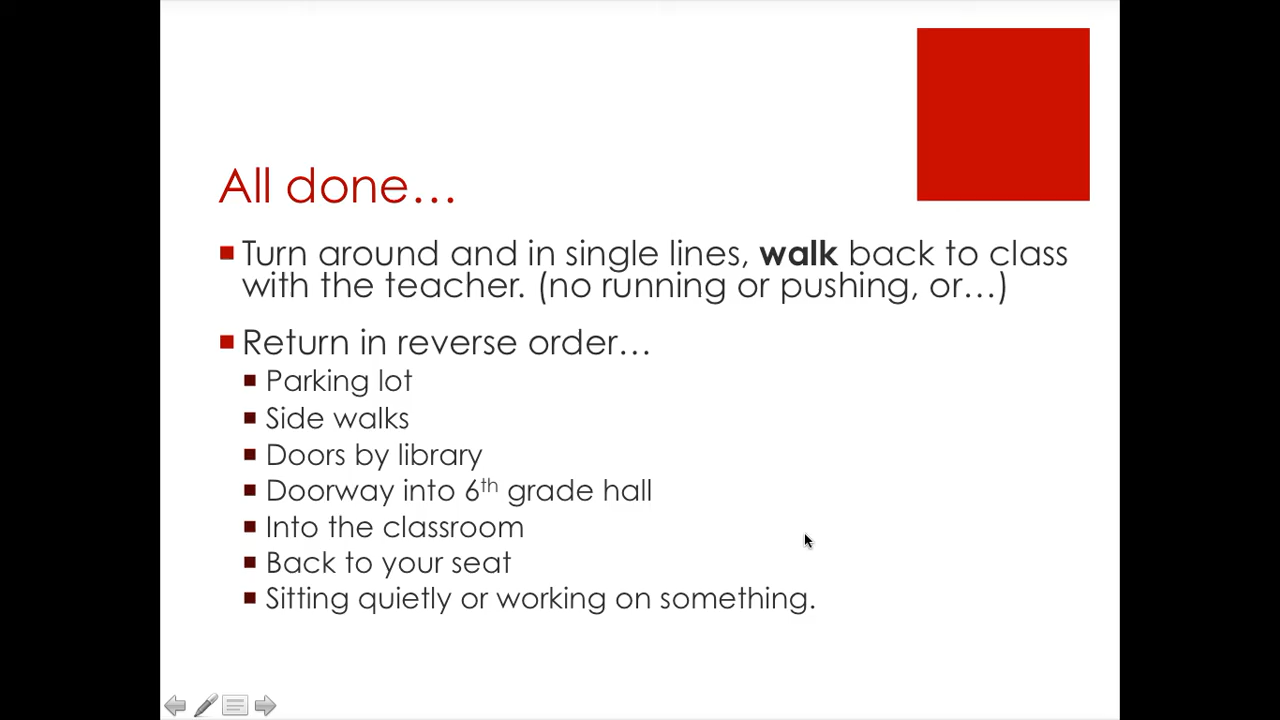 All done…
Turn around and in single lines, walk back to class
with the teacher. (no running or pushing, or…)
Return in reverse order…
Parking lot
Side walks
Doors by library
Doorway into 6th grade hall
Into the classroom
Back to your seat
Sitting quietly or working on something.